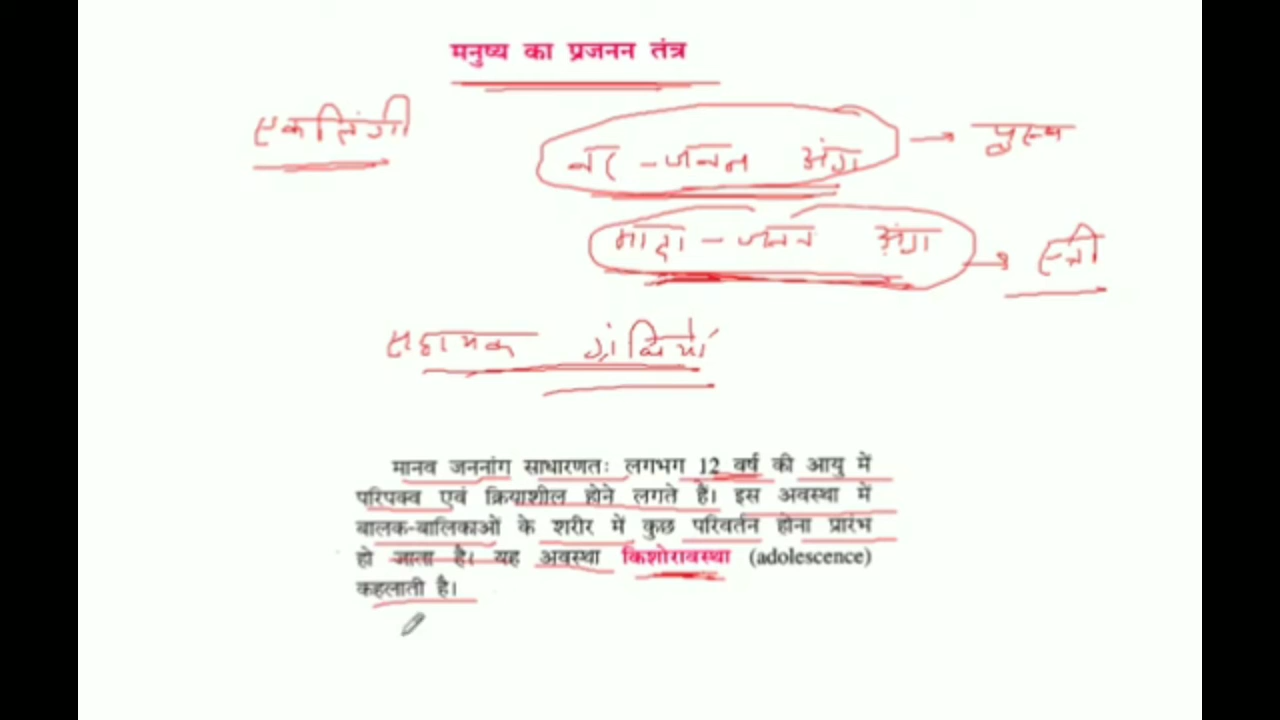 मनुष्य का प्रजनन तंत्र
एकलिंगी
नर - जनन अंग → पुरुष
मादा - जनन अंग → स्त्री
सहायक ग्रंथियाँ
मानव जननांग साधारणतः लगभग 12 वर्ष की आयु में
परिपक्व एवं क्रियाशील होने लगते हैं। इस अवस्था में
बालक-बालिकाओं के शरीर में कुछ परिवर्तन होना प्रारंभ
हो जाता है। यह अवस्था किशोरावस्था (adolescence)
कहलाती है।